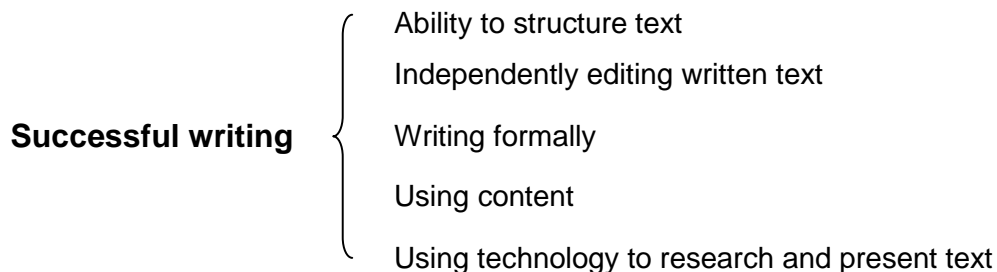 Successful writing
Ability to structure text
Independently editing written text
Writing formally
Using content
Using technology to research and present text